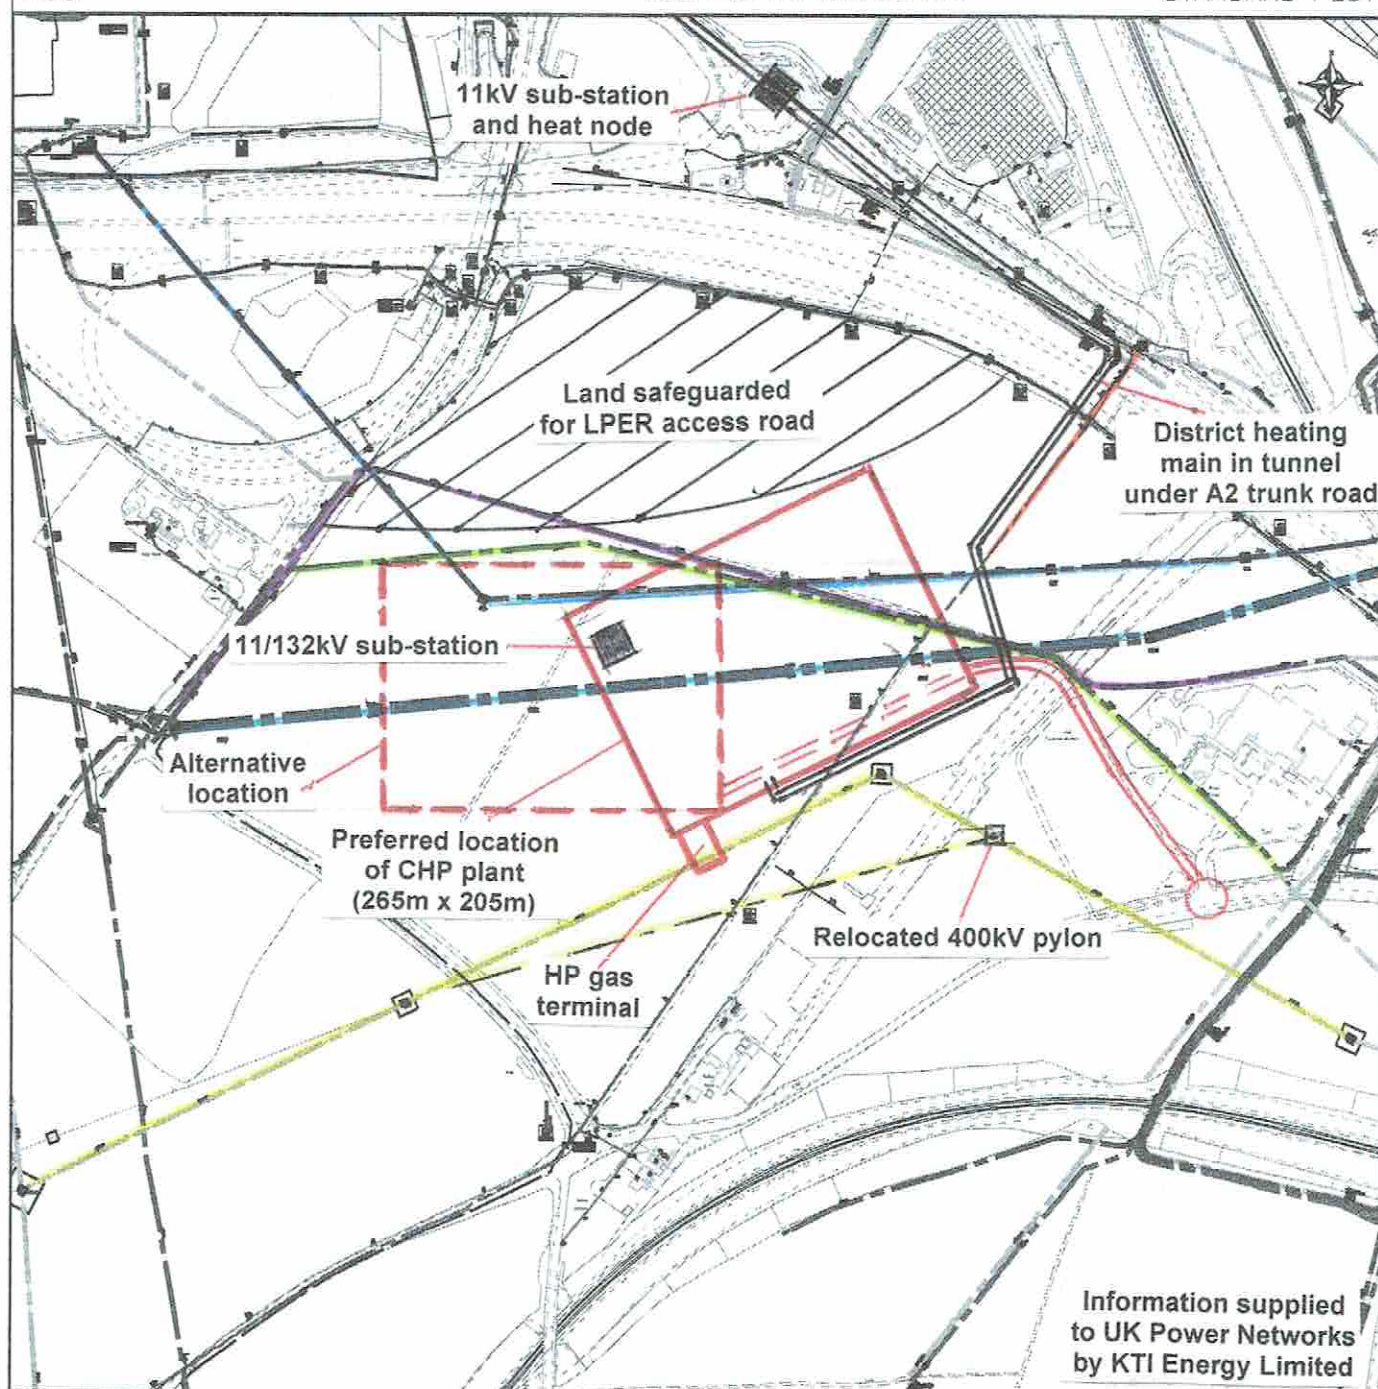 11kV sub-station
and heat node
Land safeguarded
for LPER access road
District heating
main in tunnel
under A2 trunk road
11/132kV sub-station
Alternative
location
Preferred location
of CHP plant
(265m x 205m)
HP gas
terminal
Relocated 400kV pylon
Information supplied
to UK Power Networks
by KTI Energy Limited